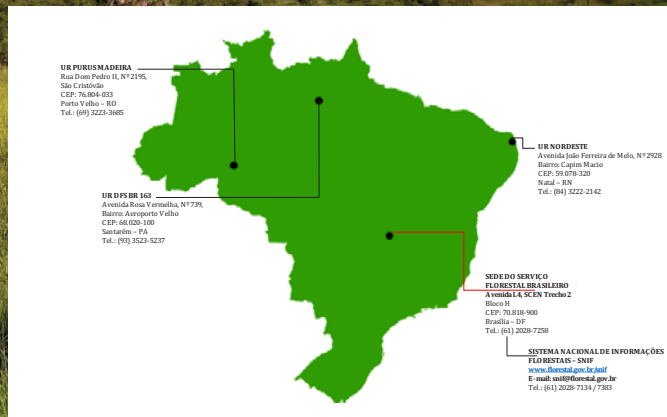 UR PURUS MADEIRA
Rua Dom Pedro II, Nº 2195,
São Cristóvão
CEP: 76.804-033
Porto Velho – RO
Tel.: (69) 3223-3685
UR DFS BR 163
Avenida Rosa Vermelha, Nº 739,
Bairro: Aeroporto Velho
CEP: 68.020-100
Santarém – PA
Tel.: (93) 3523-5237
UR NORDESTE
Avenida João Ferreira de Melo, Nº 2928
Bairro: Capim Macio
CEP: 59.078-320
Natal – RN
Tel.: (84) 3222-2142
SEDE DO SERVIÇO
FLORESTAL BRASILEIRO
Avenida L4, SCEN Trecho 2
Bloco H
CEP: 70.818-900
Brasília – DF
Tel.: (61) 2028-7258
SISTEMA NACIONAL DE INFORMAÇÕES
FLORESTAIS – SNIF
www.florestal.gov.br/snif
E-mail: snif@florestal.gov.br
Tel.: (61) 2028-7134 / 7383